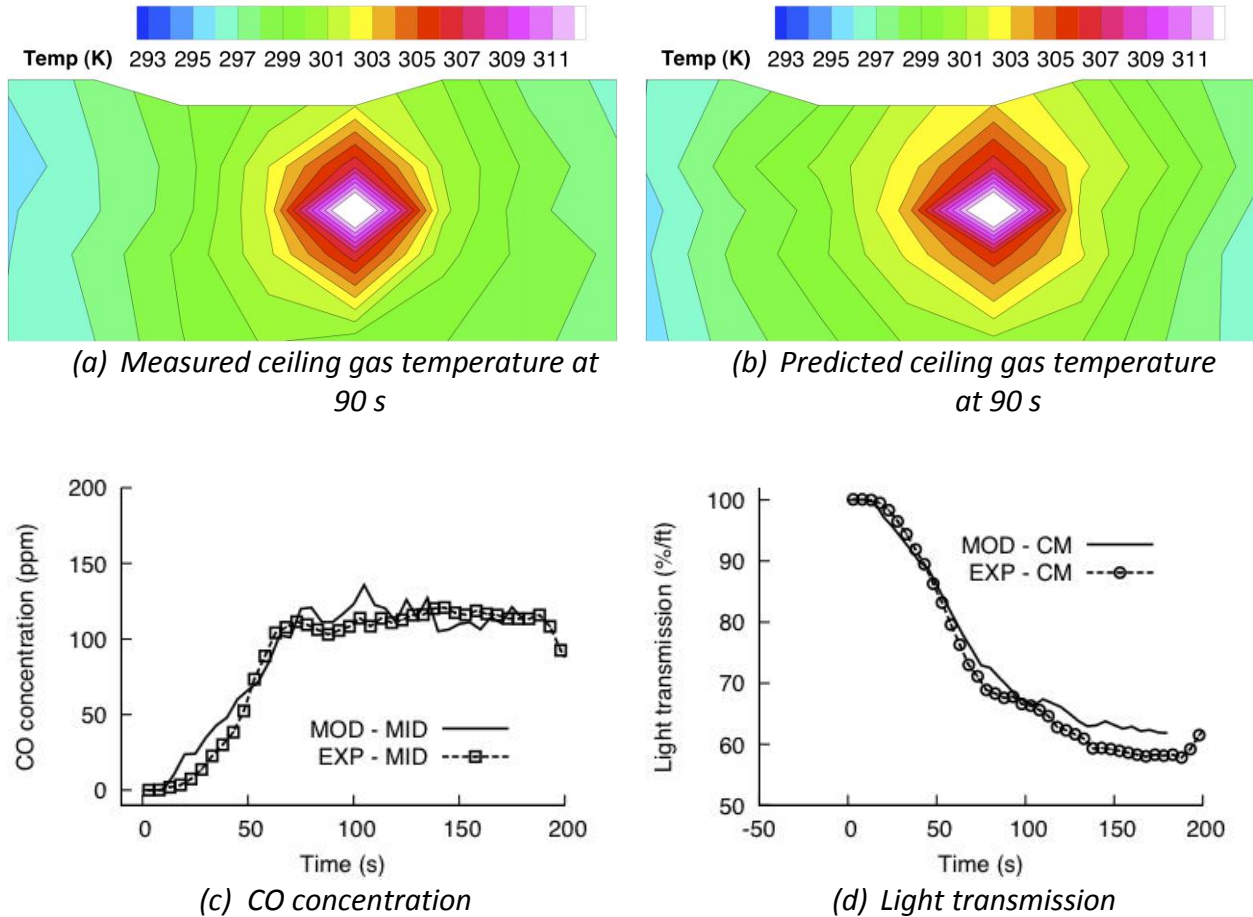 Temp (K) 293 295 297 299 301 303 305 307 309 311
Temp (K) 293 295 297 299 301 303 305 307 309 311
(a) Measured ceiling gas temperature at
90 s
(b) Predicted ceiling gas temperature
at 90 s
200
150
100
50
0
CO concentration (ppm)
MOD - MID
EXP - MID
0 50 100 150 200
Time (s)
(c) CO concentration
100
90
80
70
60
50
Light transmission (%/ft)
MOD - CM
EXP - CM
-50 0 50 100 150 200
Time (s)
(d) Light transmission